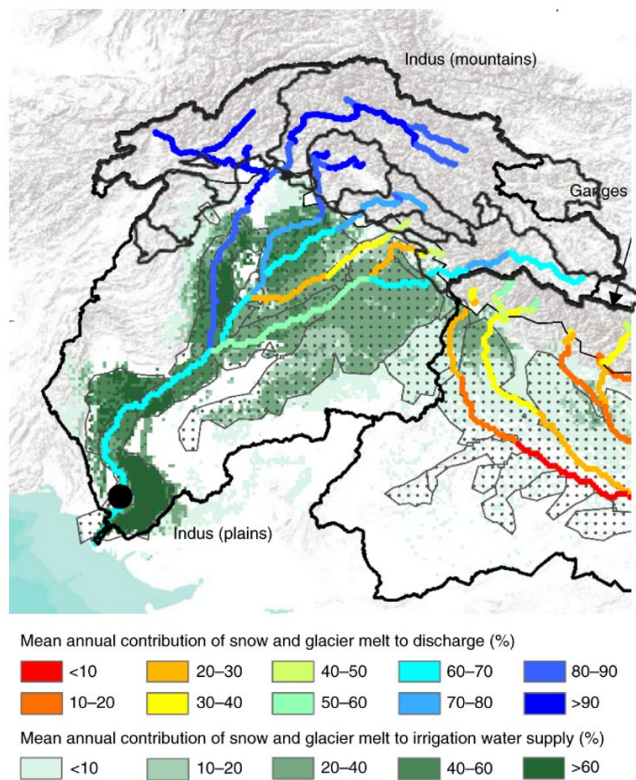 Indus (mountains)
Ganges
Indus (plains)
Mean annual contribution of snow and glacier melt to discharge (%)
<10 20–30 40–50 60–70 80–90
10–20 30–40 50–60 70–80 >90
Mean annual contribution of snow and glacier melt to irrigation water supply (%)
<10 10–20 20–40 40–60 >60